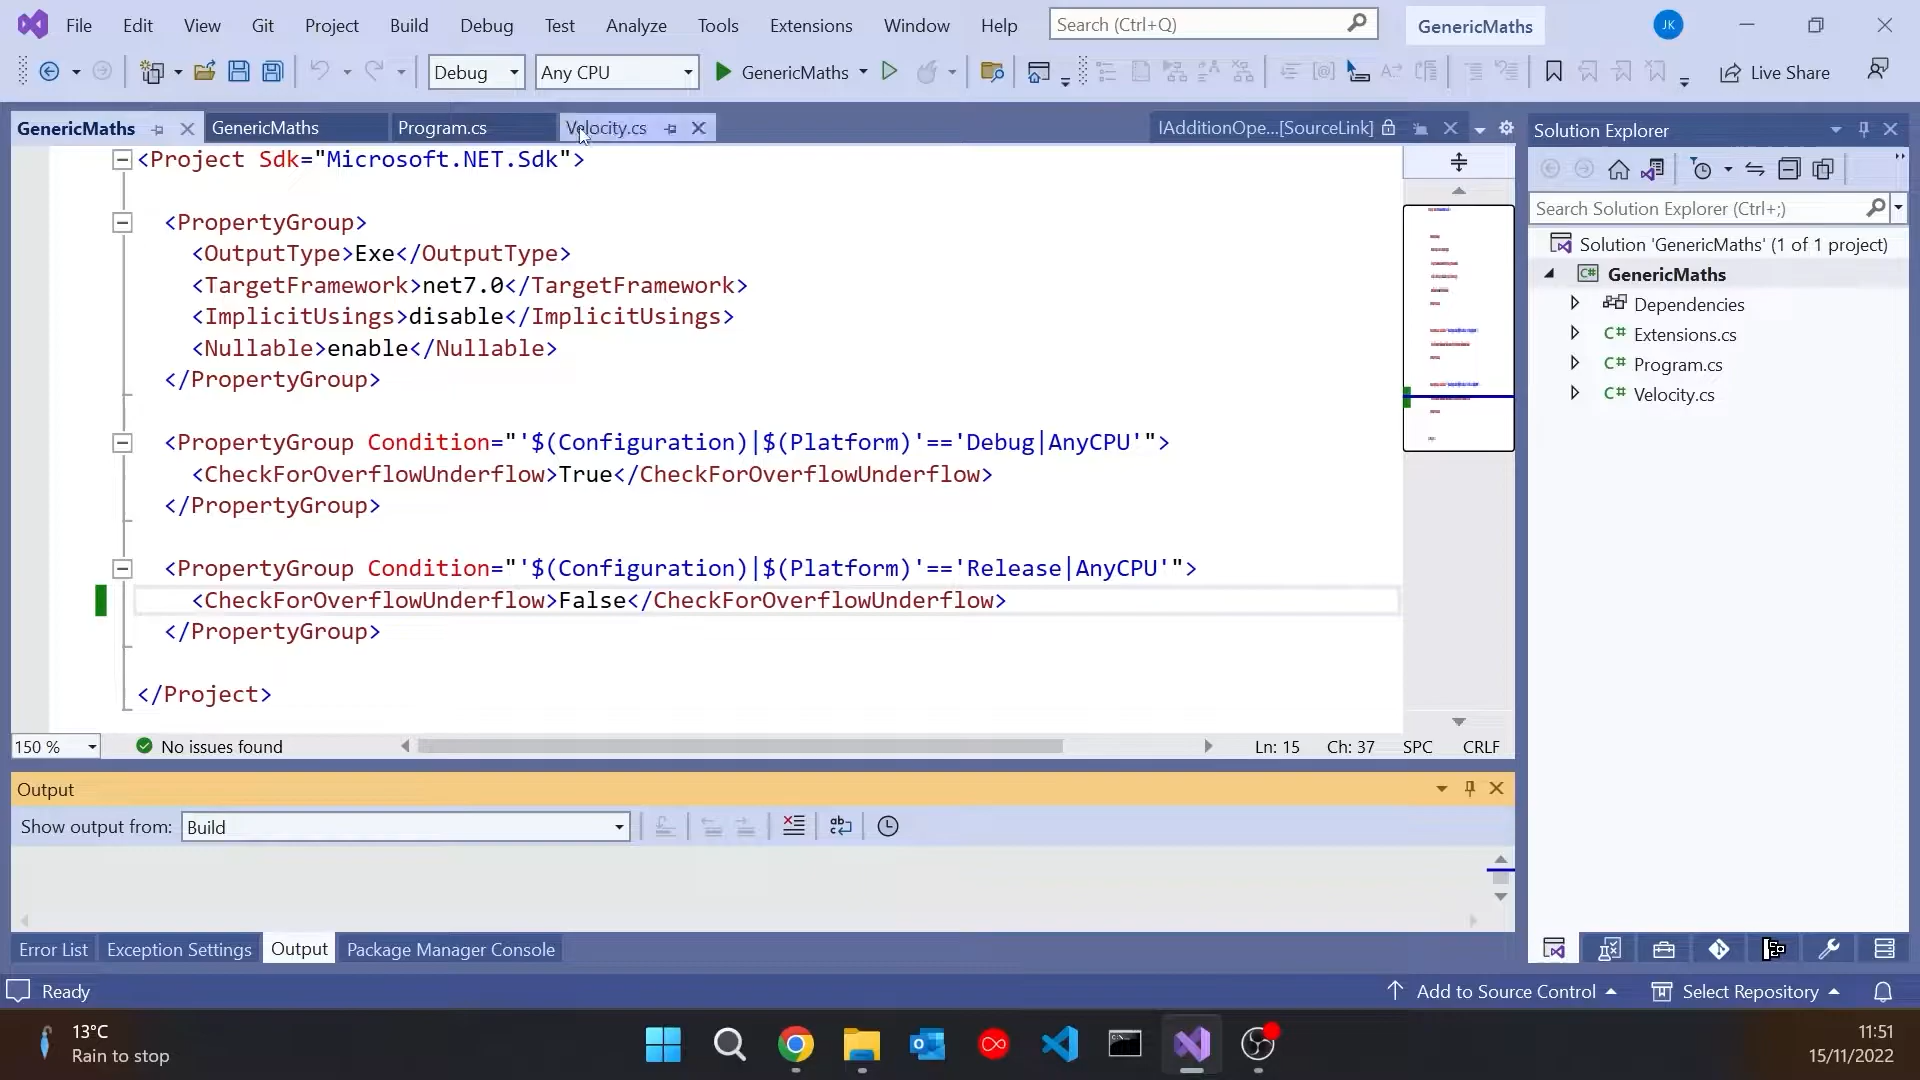 File Edit View Git Project Build Debug Test Analyze Tools Extensions Window Help Search (Ctrl+Q) GenericMaths JK
Debug Any CPU GenericMaths Live Share
GenericMaths GenericMaths Program.cs Velocity.cs IAdditionOpe...[SourceLink]
<Project Sdk="Microsoft.NET.Sdk">
<PropertyGroup>
<OutputType>Exe</OutputType>
<TargetFramework>net7.0</TargetFramework>
<ImplicitUsings>disable</ImplicitUsings>
<Nullable>enable</Nullable>
</PropertyGroup>
<PropertyGroup Condition="'$(Configuration)|$(Platform)'=='Debug|AnyCPU'">
<CheckForOverflowUnderflow>True</CheckForOverflowUnderflow>
</PropertyGroup>
<PropertyGroup Condition="'$(Configuration)|$(Platform)'=='Release|AnyCPU'">
<CheckForOverflowUnderflow>False</CheckForOverflowUnderflow>
</PropertyGroup>
</Project>
150 % No issues found Ln: 15 Ch: 37 SPC CRLF
Output
Show output from: Build
Error List Exception Settings Output Package Manager Console
Solution Explorer
Search Solution Explorer (Ctrl+;)
Solution 'GenericMaths' (1 of 1 project)
C# GenericMaths
Dependencies
C# Extensions.cs
C# Program.cs
C# Velocity.cs
Ready Add to Source Control Select Repository
13°C
Rain to stop
11:51
15/11/2022